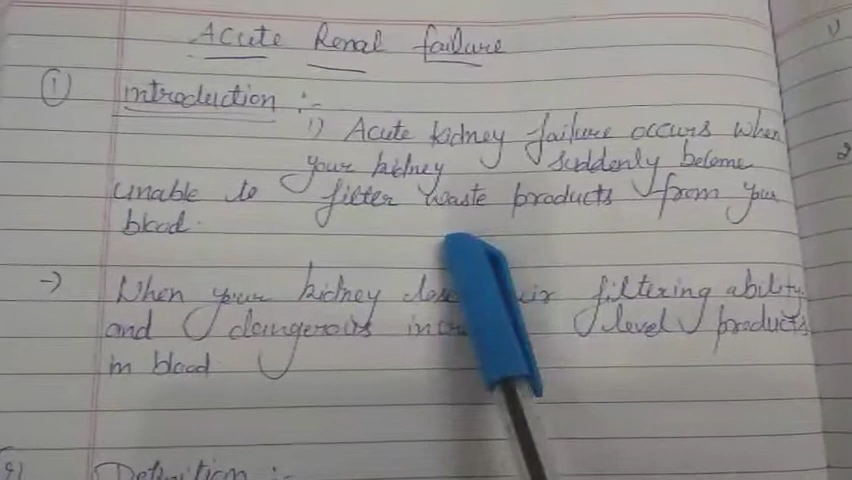 Acute Renal failure
① introduction :-
i) Acute kidney failure occurs when
your kidney suddenly become
unable to filter waste products from your
blood.
→ When your kidney filtering ability
and dangerous level products
in blood
Definition :-